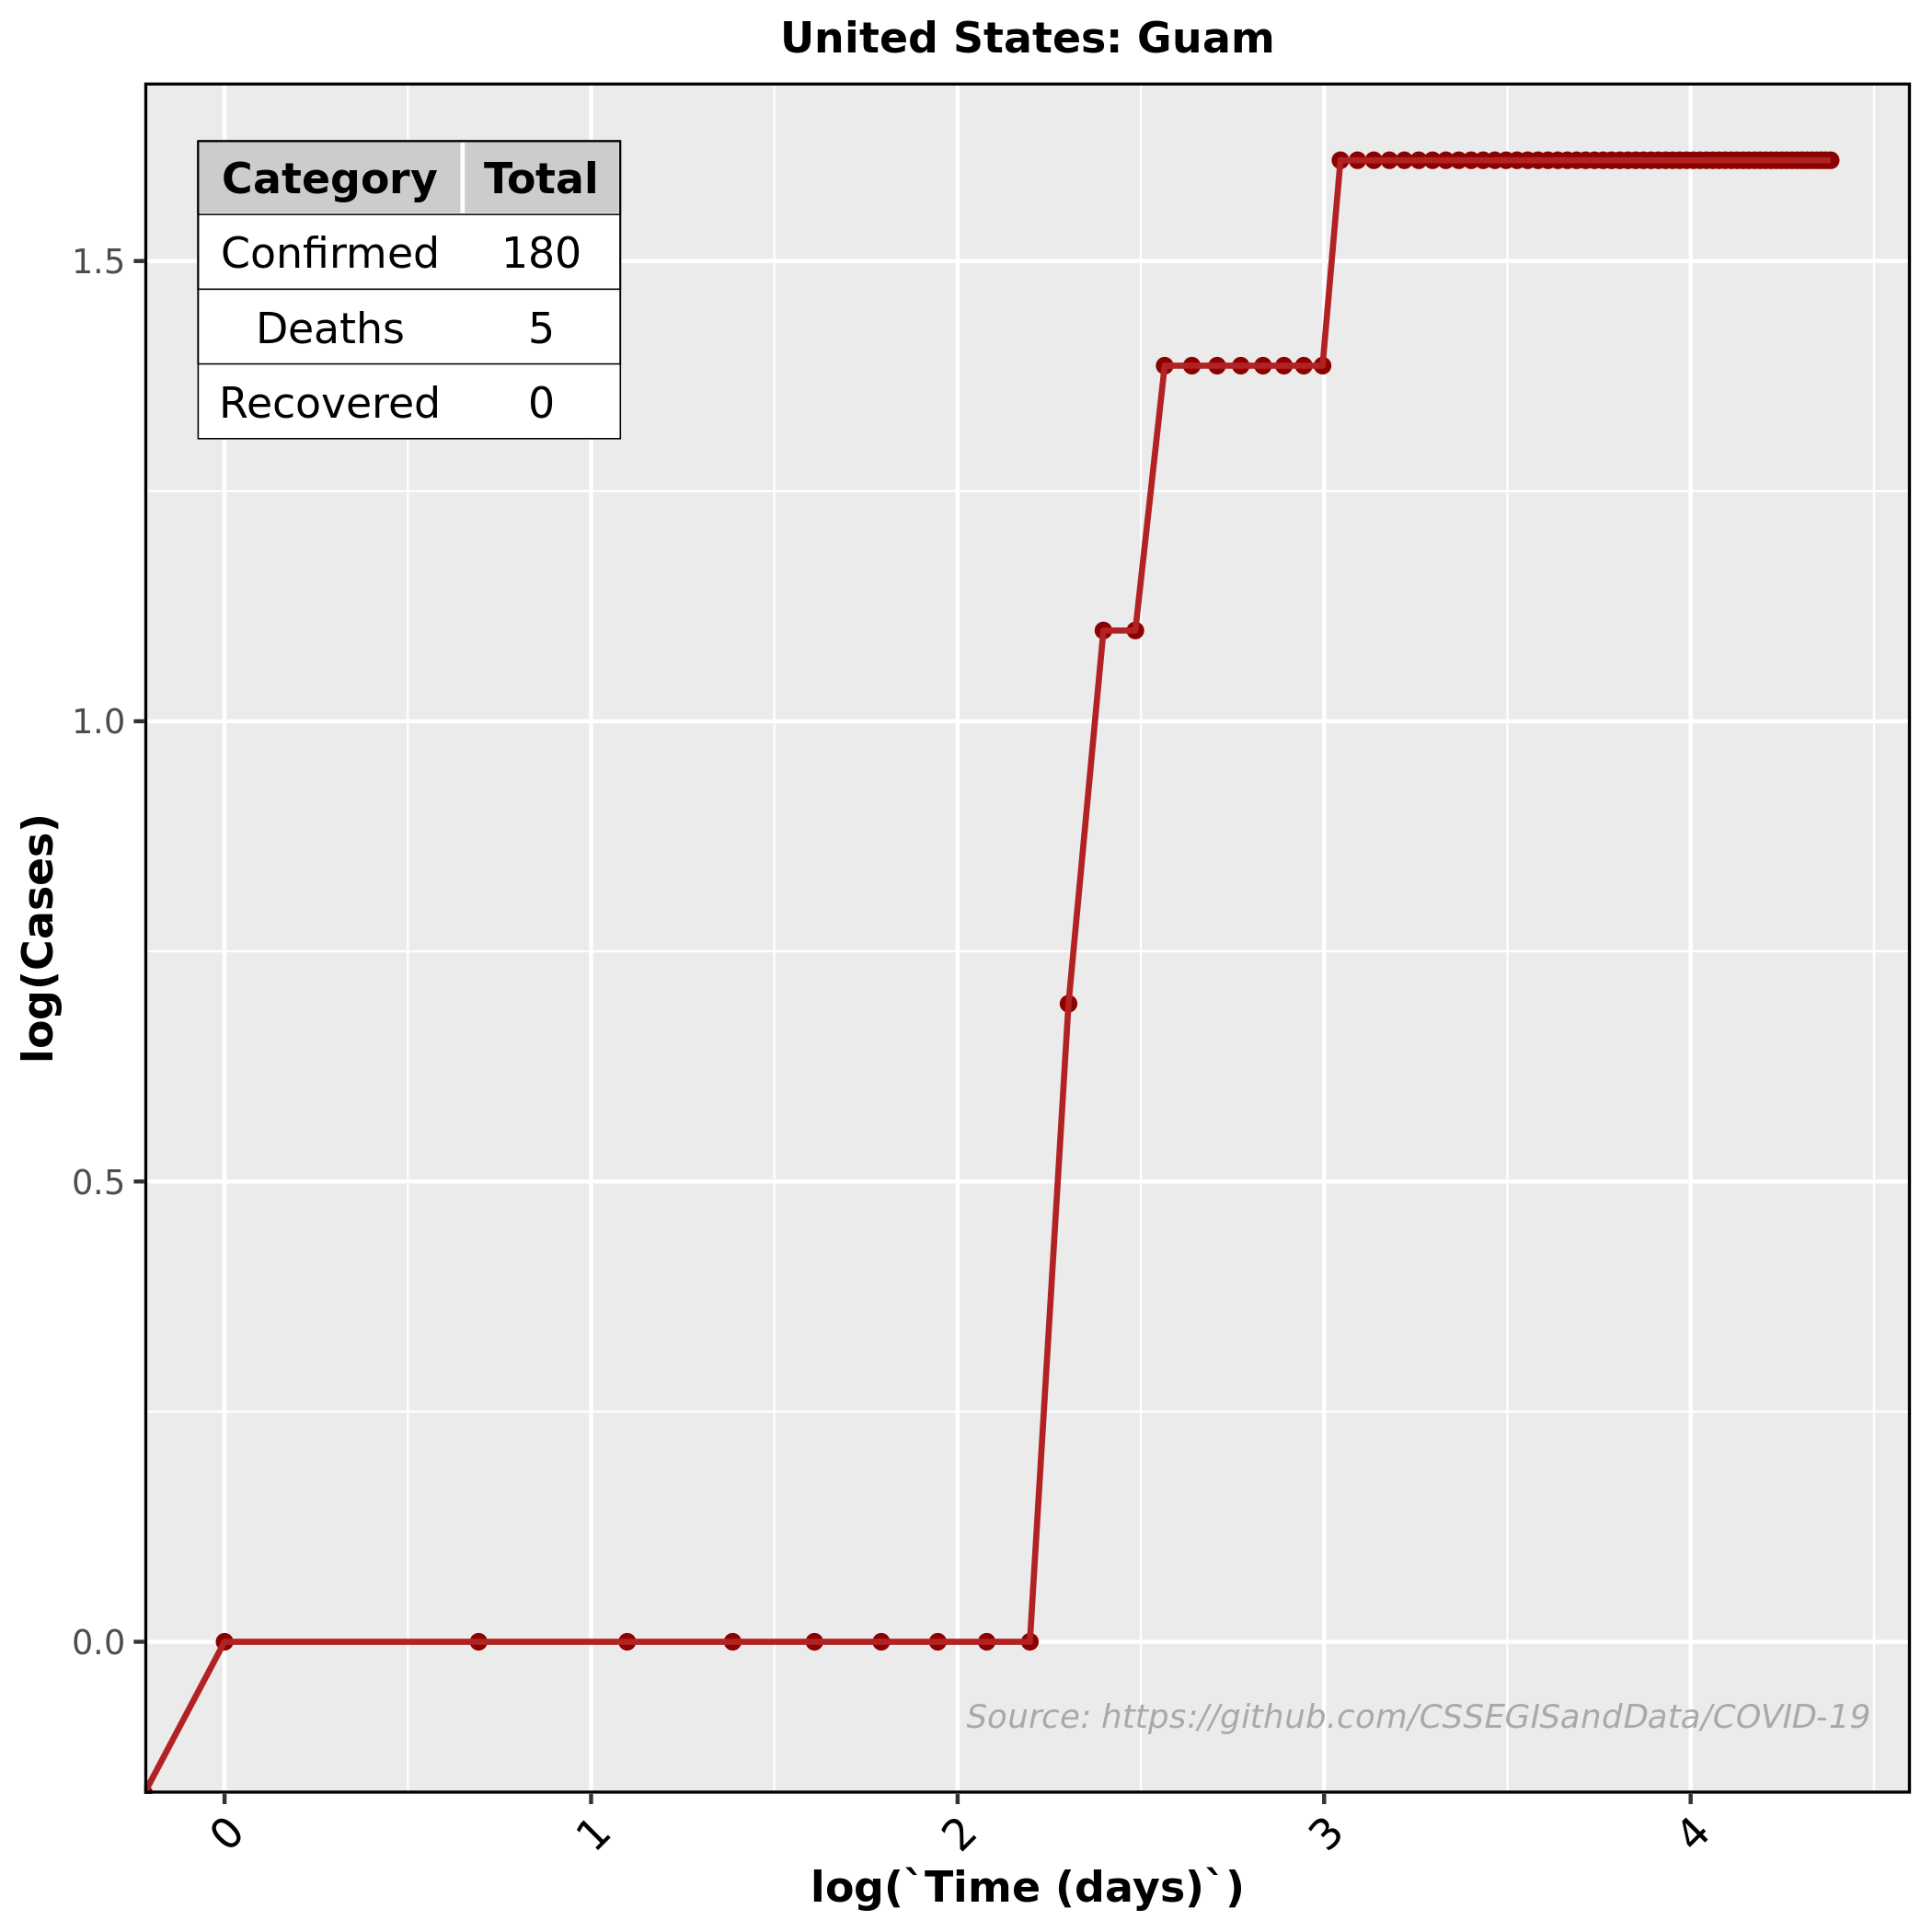 United States: Guam
Category Total
Confirmed 180
Deaths 5
Recovered 0
1.5
1.0
0.5
0.0
log(Cases)
Source: https://github.com/CSSEGISandData/COVID-19
0 1 2 3 4
log(`Time (days)`)